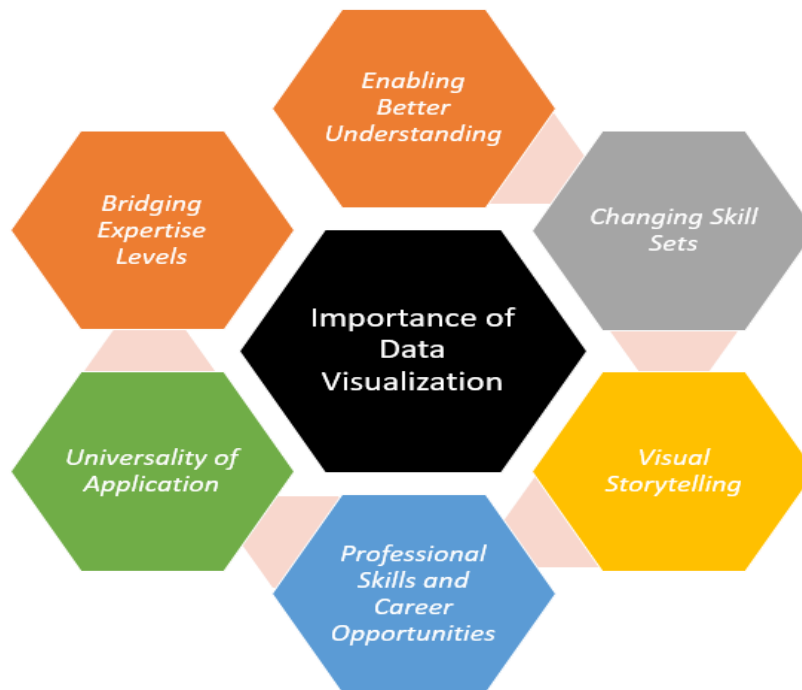 Enabling
Better
Understanding
Bridging
Expertise
Levels
Changing Skill
Sets
Importance of
Data
Visualization
Universality of
Application
Visual
Storytelling
Professional
Skills and
Career
Opportunities